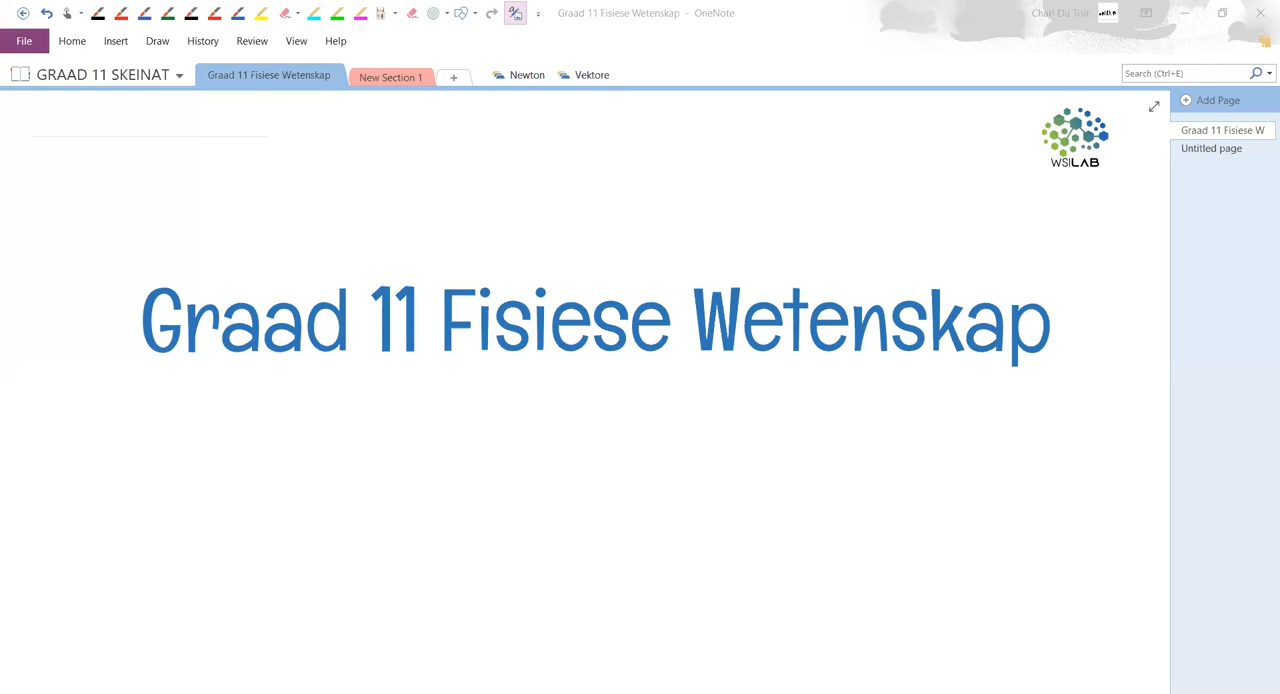 Graad 11 Fisiese Wetenskap - OneNote
Charl Du Toit
File Home Insert Draw History Review View Help
GRAAD 11 SKEINAT
Graad 11 Fisiese Wetenskap
New Section 1
+
Newton
Vektore
Search (Ctrl+E)
Add Page
Graad 11 Fisiese W
Untitled page
WSILAB
Graad 11 Fisiese Wetenskap